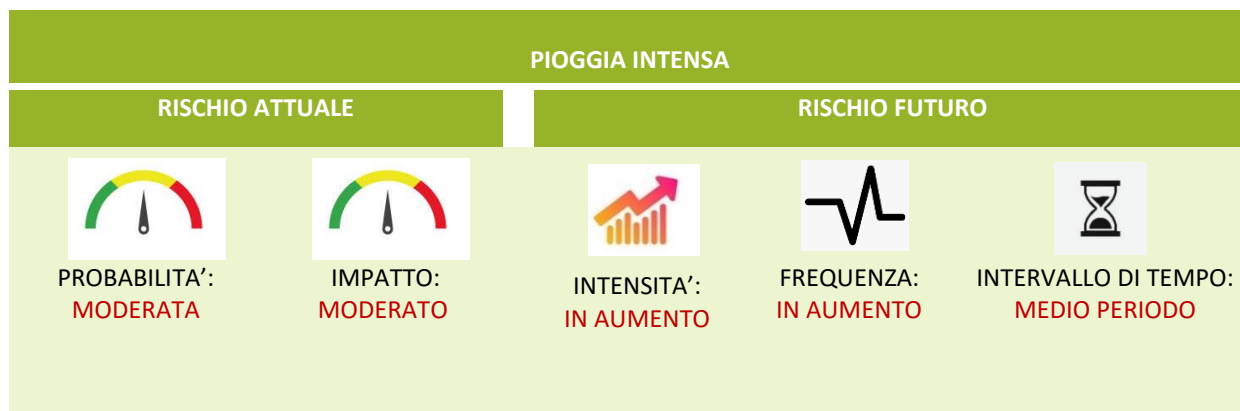 PIOGGIA INTENSA
RISCHIO ATTUALE
RISCHIO FUTURO
PROBABILITA’:
MODERATA
IMPATTO:
MODERATO
INTENSITA’:
IN AUMENTO
FREQUENZA:
IN AUMENTO
INTERVALLO DI TEMPO:
MEDIO PERIODO